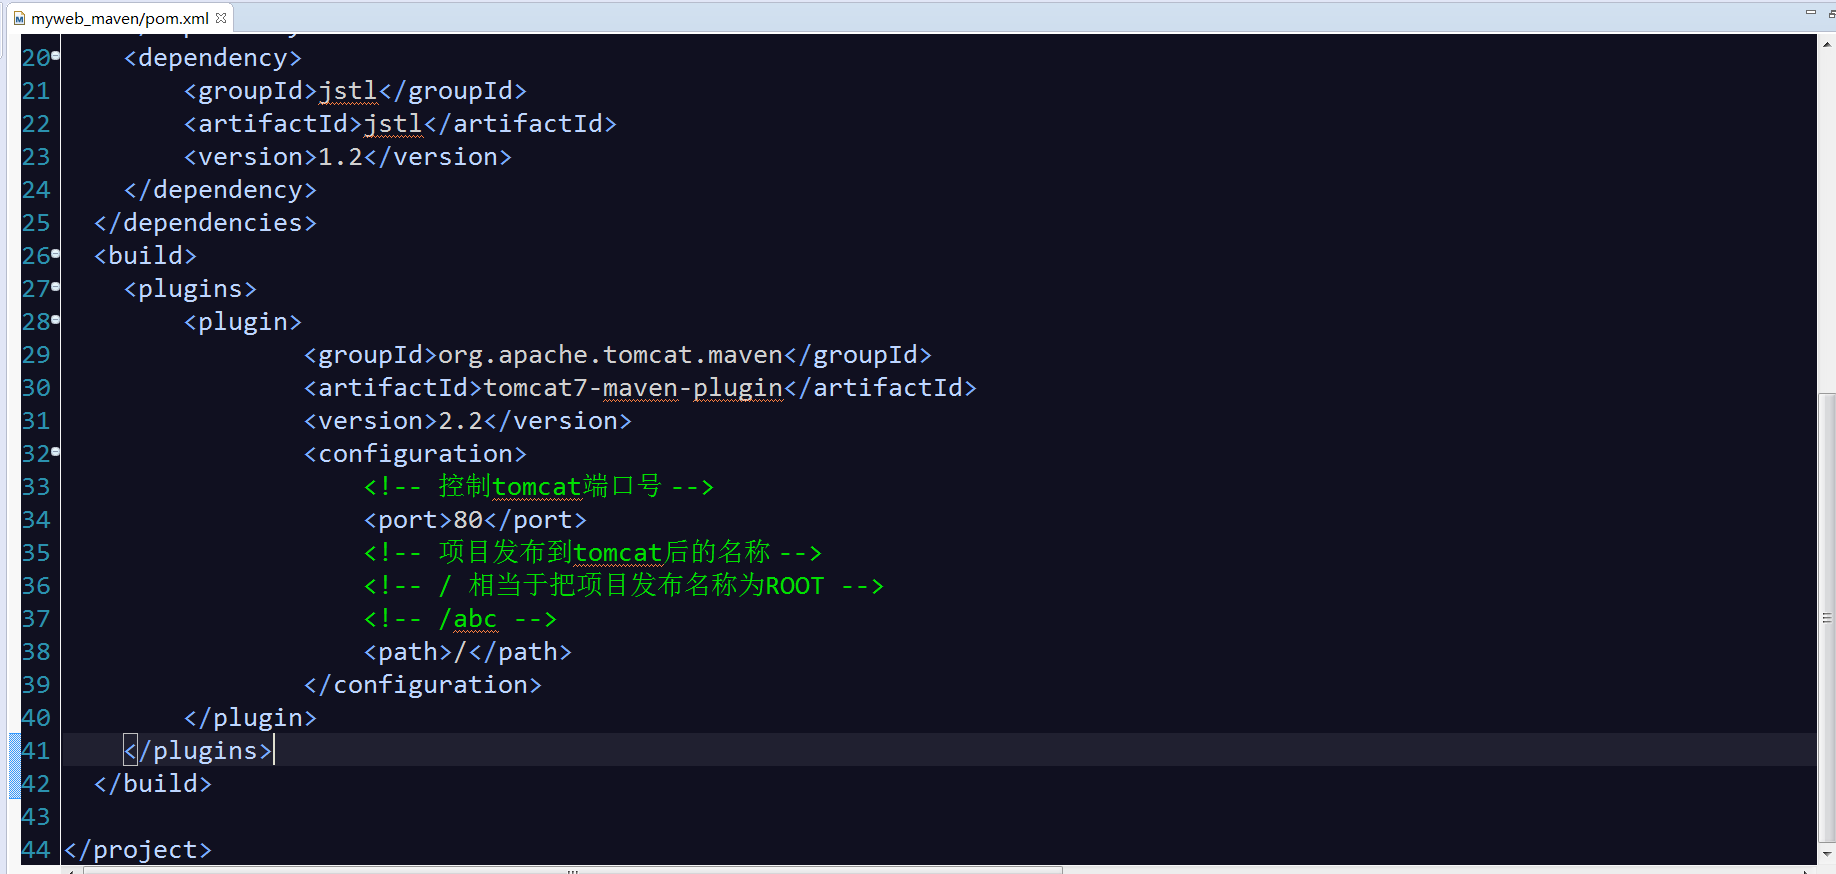 myweb_maven/pom.xml
20 <dependency>
21 <groupId>jstl</groupId>
22 <artifactId>jstl</artifactId>
23 <version>1.2</version>
24 </dependency>
25 </dependencies>
26 <build>
27 <plugins>
28 <plugin>
29 <groupId>org.apache.tomcat.maven</groupId>
30 <artifactId>tomcat7-maven-plugin</artifactId>
31 <version>2.2</version>
32 <configuration>
33 <!-- 控制tomcat端口号 -->
34 <port>80</port>
35 <!-- 项目发布到tomcat后的名称 -->
36 <!-- / 相当于把项目发布名称为ROOT -->
37 <!-- /abc -->
38 <path>/</path>
39 </configuration>
40 </plugin>
41 </plugins>
42 </build>
43
44 </project>